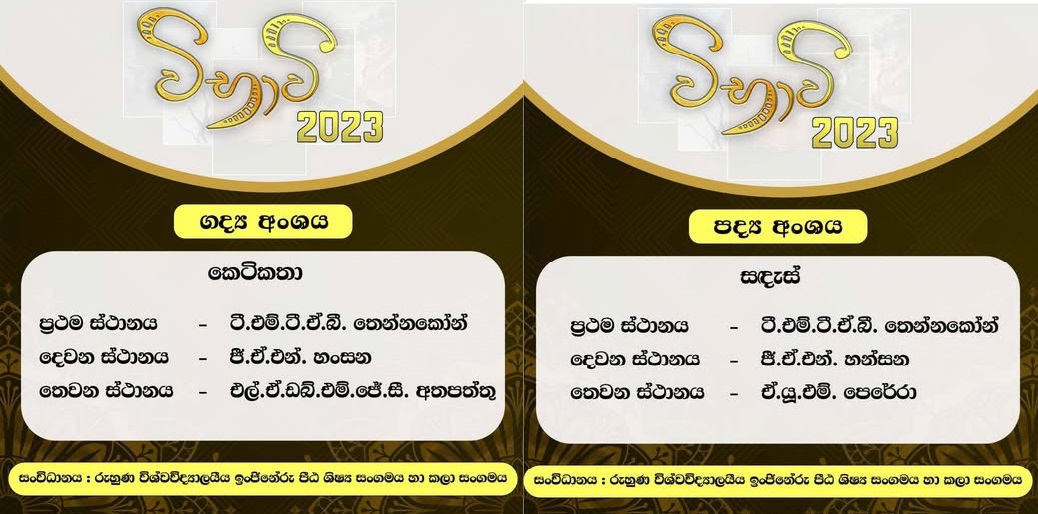 විභාවි
2023
ගද්‍ය අංශය
කෙටිකතා
ප්‍රථම ස්ථානය - ටී.එම්.ටී.ඒ.බී. තෙන්නකෝන්
දෙවන ස්ථානය - ජී.ඒ.එන්. හංසන
තෙවන ස්ථානය - එල්.ඒ.ඩබ්.එම්.ජේ.සී. අතපත්තු
සංවිධානය : රුහුණ විශ්වවිද්‍යාලයීය ඉංජිනේරු පීඨ ශිෂ්‍ය සංගමය හා කලා සංගමය
විභාවි
2023
පද්‍ය අංශය
සඳැස්
ප්‍රථම ස්ථානය - ටී.එම්.ටී.ඒ.බී. තෙන්නකෝන්
දෙවන ස්ථානය - ජී.ඒ.එන්. හන්සන
තෙවන ස්ථානය - ඒ.යූ.එම්. පෙරේරා
සංවිධානය : රුහුණ විශ්වවිද්‍යාලයීය ඉංජිනේරු පීඨ ශිෂ්‍ය සංගමය හා කලා සංගමය